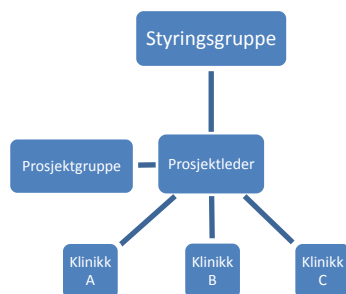 Styringsgruppe
Prosjektgruppe
Prosjektleder
Klinikk
A
Klinikk
B
Klinikk
C